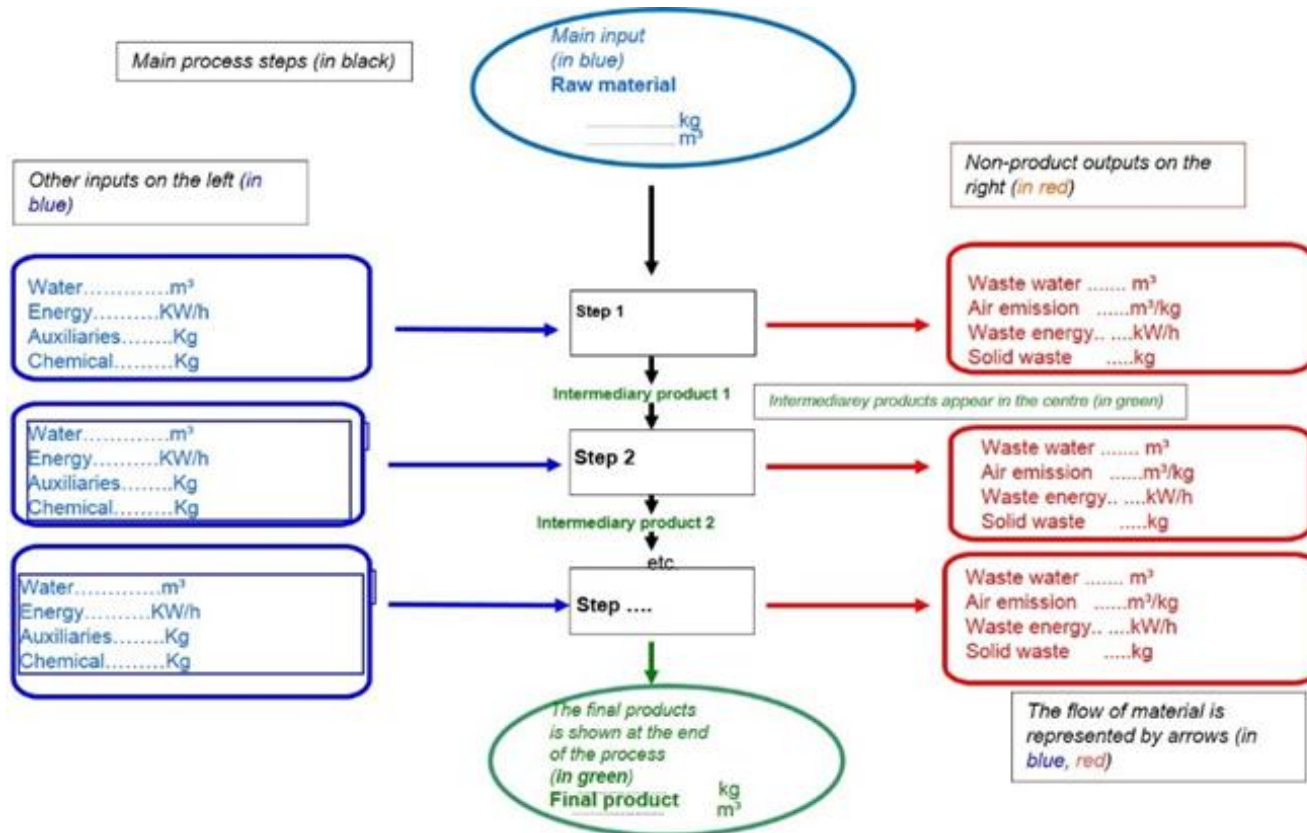 Main process steps (in black)
Main input
(in blue)
Raw material
.................... kg
.................... m³
Other inputs on the left (in
blue)
Non-product outputs on the
right (in red)
Water.............m³
Energy..........KW/h
Auxiliaries........Kg
Chemical.........Kg
Step 1
Waste water ....... m³
Air emission ......m³/kg
Waste energy.. ....kW/h
Solid waste .....kg
Intermediary product 1
Intermediarey products appear in the centre (in green)
Water.............m³
Energy..........KW/h
Auxiliaries........Kg
Chemical.........Kg
Step 2
Waste water ....... m³
Air emission ......m³/kg
Waste energy.. ....kW/h
Solid waste .....kg
Intermediary product 2
etc.
Water.............m³
Energy..........KW/h
Auxiliaries........Kg
Chemical.........Kg
Step ....
Waste water ....... m³
Air emission ......m³/kg
Waste energy.. ....kW/h
Solid waste .....kg
The final products
is shown at the end
of the process
(in green)
Final product
.................... kg
.................... m³
The flow of material is
represented by arrows (in
blue, red)